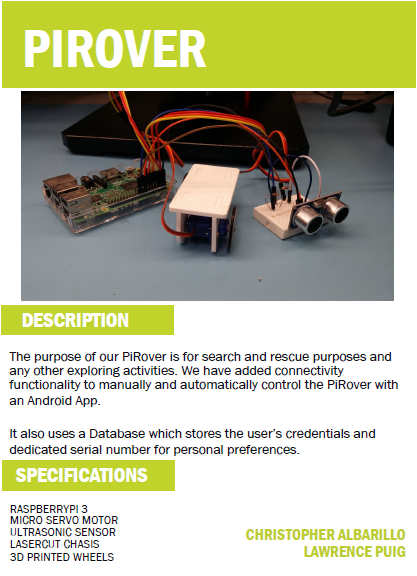 PIROVER
DESCRIPTION
The purpose of our PiRover is for search and rescue purposes and
any other exploring activities. We have added connectivity
functionality to manually and automatically control the PiRover with
an Android App.
It also uses a Database which stores the user's credentials and
dedicated serial number for personal preferences.
SPECIFICATIONS
RASPBERRYPI 3
MICRO SERVO MOTOR
ULTRASONIC SENSOR
LASERCUT CHASIS
3D PRINTED WHEELS
CHRISTOPHER ALBARILLO
LAWRENCE PUIG